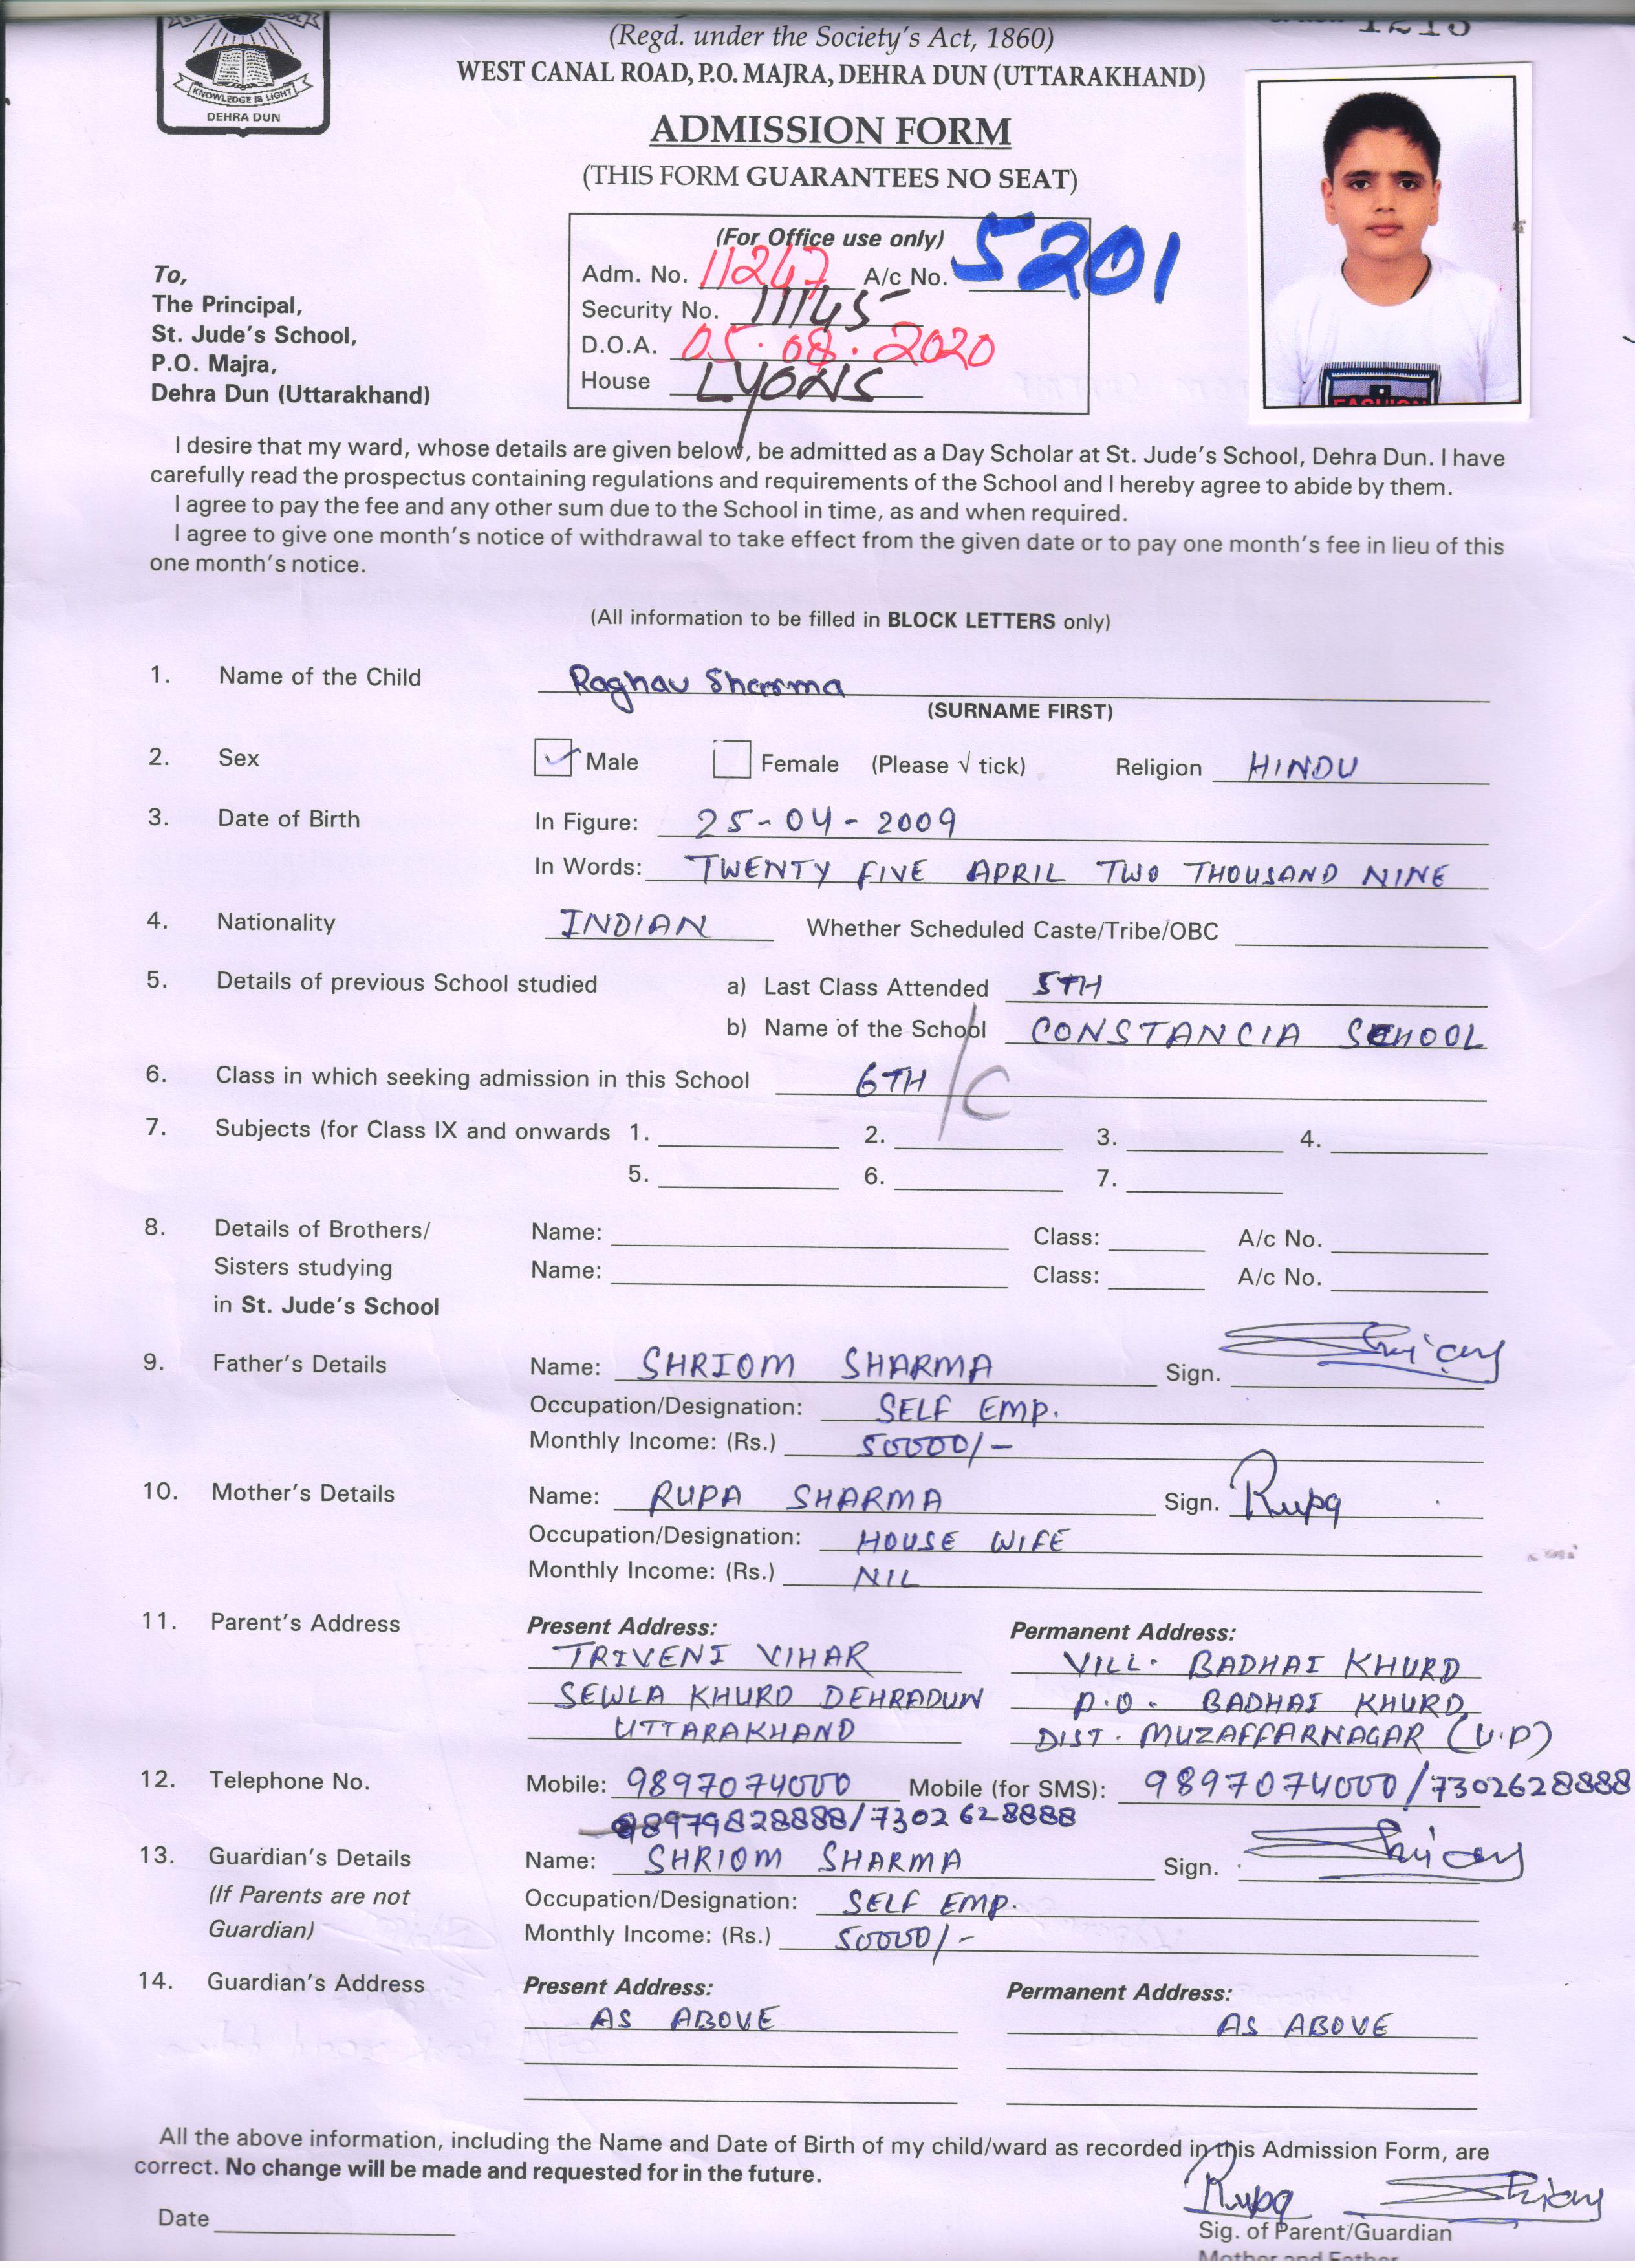 KNOWLEDGE IS LIGHT
DEHRA DUN
(Regd. under the Society's Act, 1860)
WEST CANAL ROAD, P.O. MAJRA, DEHRA DUN (UTTARAKHAND)
ADMISSION FORM
(THIS FORM GUARANTEES NO SEAT)
(For Office use only)
Adm. No. 11247 A/c No. 5201
Security No. 11145
D.O.A. 05.08.2020
House LYONS
FASHION
To,
The Principal,
St. Jude's School,
P.O. Majra,
Dehra Dun (Uttarakhand)
I desire that my ward, whose details are given below, be admitted as a Day Scholar at St. Jude's School, Dehra Dun. I have
carefully read the prospectus containing regulations and requirements of the School and I hereby agree to abide by them.
I agree to pay the fee and any other sum due to the School in time, as and when required.
I agree to give one month's notice of withdrawal to take effect from the given date or to pay one month's fee in lieu of this
one month's notice.
(All information to be filled in BLOCK LETTERS only)
1. Name of the Child Raghav Sharma
(SURNAME FIRST)
2. Sex ✓ Male Female (Please √ tick) Religion HINDU
3. Date of Birth In Figure: 25-04-2009
In Words: TWENTY FIVE APRIL TWO THOUSAND NINE
4. Nationality INDIAN Whether Scheduled Caste/Tribe/OBC
5. Details of previous School studied a) Last Class Attended 5TH
b) Name of the School CONSTANCIA SCHOOL
6. Class in which seeking admission in this School 6TH/C
7. Subjects (for Class IX and onwards 1. 2. 3. 4.
5. 6. 7.
8. Details of Brothers/ Name: Class: A/c No.
Sisters studying Name: Class: A/c No.
in St. Jude's School
9. Father's Details Name: SHRIOM SHARMA Sign.
Occupation/Designation: SELF EMP.
Monthly Income: (Rs.) 50000/-
10. Mother's Details Name: RUPA SHARMA Sign. Rupa
Occupation/Designation: HOUSE WIFE
Monthly Income: (Rs.) NIL
11. Parent's Address Present Address: Permanent Address:
TRIVENI VIHAR VILL. BADHAI KHURD
SEWLA KHURD DEHRADUN P.O. BADHAI KHURD
UTTARAKHAND DIST. MUZAFFARNAGAR (U.P)
12. Telephone No. Mobile: 9897074000 Mobile (for SMS): 9897074000/7302628888
89979828888/7302628888
13. Guardian's Details Name: SHRIOM SHARMA Sign.
(If Parents are not Occupation/Designation: SELF EMP.
Guardian) Monthly Income: (Rs.) 50000/-
14. Guardian's Address Present Address: Permanent Address:
AS ABOVE AS ABOVE
All the above information, including the Name and Date of Birth of my child/ward as recorded in this Admission Form, are
correct. No change will be made and requested for in the future.
Rupa
Date Sig. of Parent/Guardian
Mother and Father